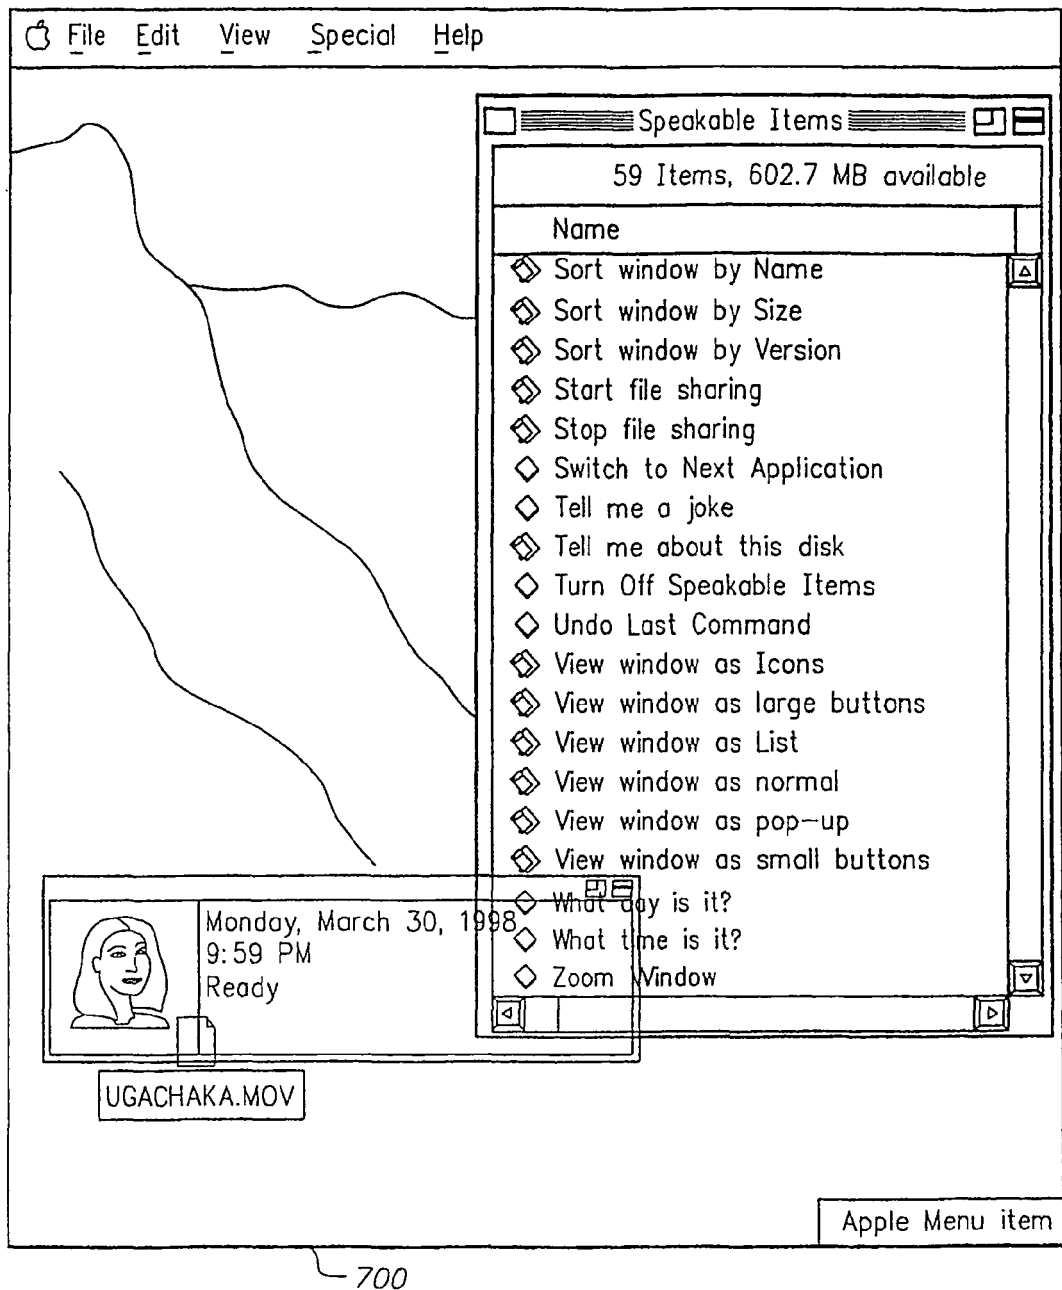 File Edit View Special Help
Speakable Items
59 Items, 602.7 MB available
Name
Sort window by Name
Sort window by Size
Sort window by Version
Start file sharing
Stop file sharing
Switch to Next Application
Tell me a joke
Tell me about this disk
Turn Off Speakable Items
Undo Last Command
View window as Icons
View window as large buttons
View window as List
View window as normal
View window as pop-up
View window as small buttons
What day is it?
What time is it?
Zoom Window
Monday, March 30, 1998
9:59 PM
Ready
UGACHAKA.MOV
Apple Menu item
700